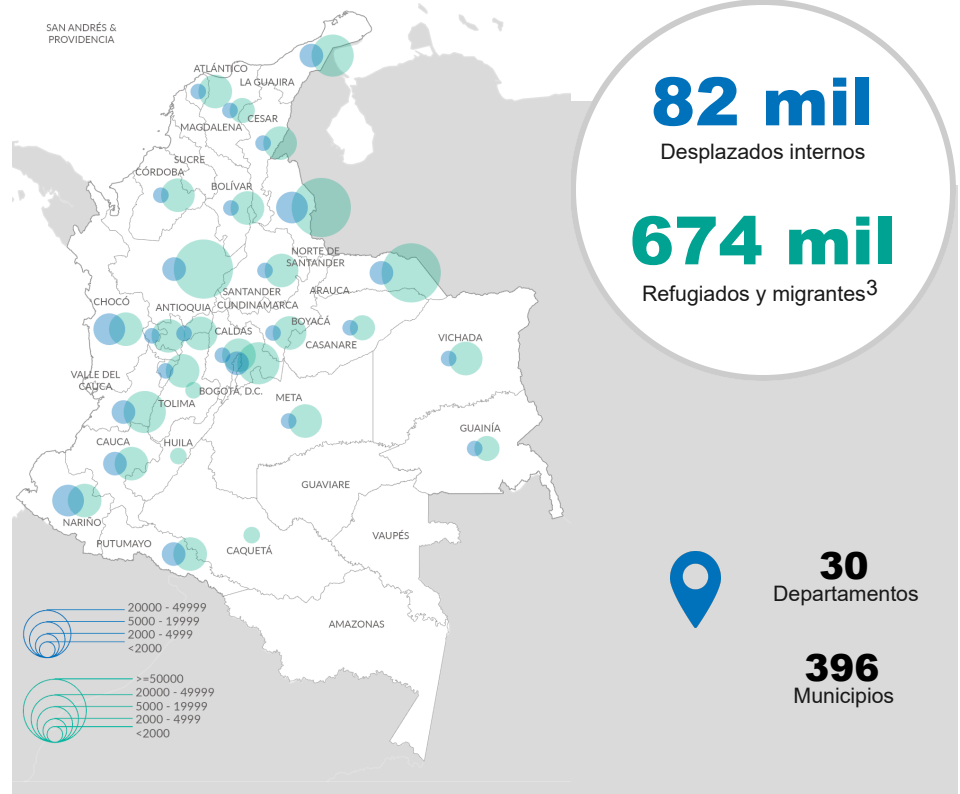 SAN ANDRÉS &
PROVIDENCIA
ATLÁNTICO
LA GUAJIRA
CESAR
MAGDALENA
SUCRE
CÓRDOBA
BOLÍVAR
NORTE DE
SANTANDER
SANTANDER
ARAUCA
CHOCÓ
ANTIOQUIA
CUNDINAMARCA
BOYACÁ
CALDAS
CASANARE
VICHADA
VALLE DEL
CAUCA
BOGOTÁ, D.C.
TOLIMA
META
CAUCA
HUILA
GUAINÍA
GUAVIARE
NARIÑO
PUTUMAYO
CAQUETÁ
VAUPÉS
AMAZONAS
20000 - 49999
5000 - 19999
2000 - 4999
<2000
>=50000
20000 - 49999
5000 - 19999
2000 - 4999
<2000
82 mil
Desplazados internos
674 mil
Refugiados y migrantes3
30
Departamentos
396
Municipios